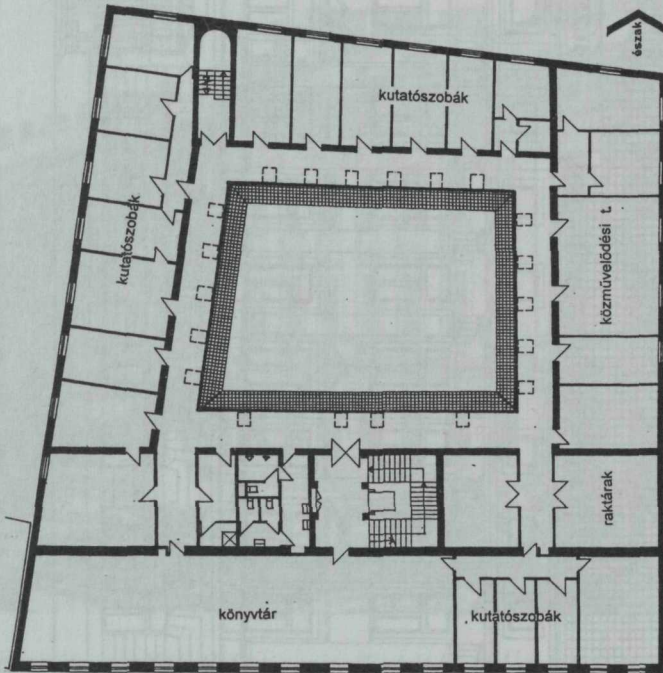 észak
kutatószobák
kutatószobák
közművelődési t.
raktárak
könyvtár
kutatószobák